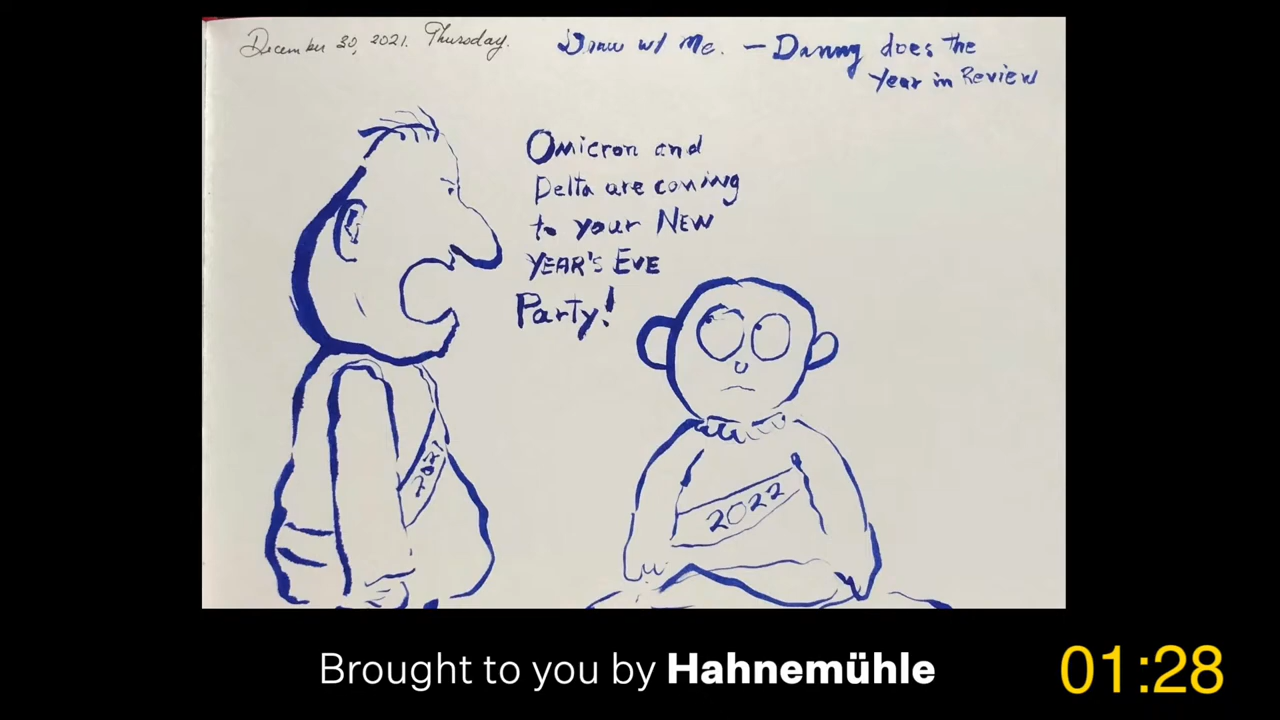 December 30, 2021. Thursday.
Draw w/ Me. — Danny does the
Year in Review
Omicron and
Delta are coming
to your NEW
YEAR'S EVE
Party!
2021
2022
Brought to you by Hahnemühle
01:28